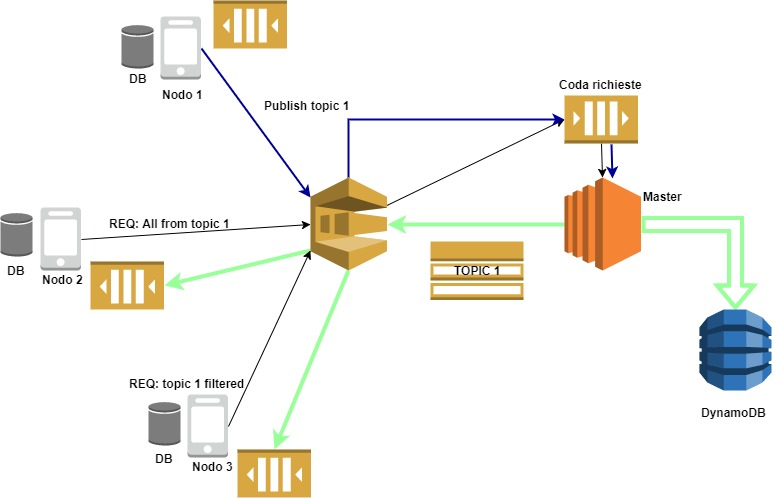 DB
Nodo 1
Publish topic 1
Coda richieste
REQ: All from topic 1
Master
DB
Nodo 2
TOPIC 1
REQ: topic 1 filtered
DB
Nodo 3
DynamoDB